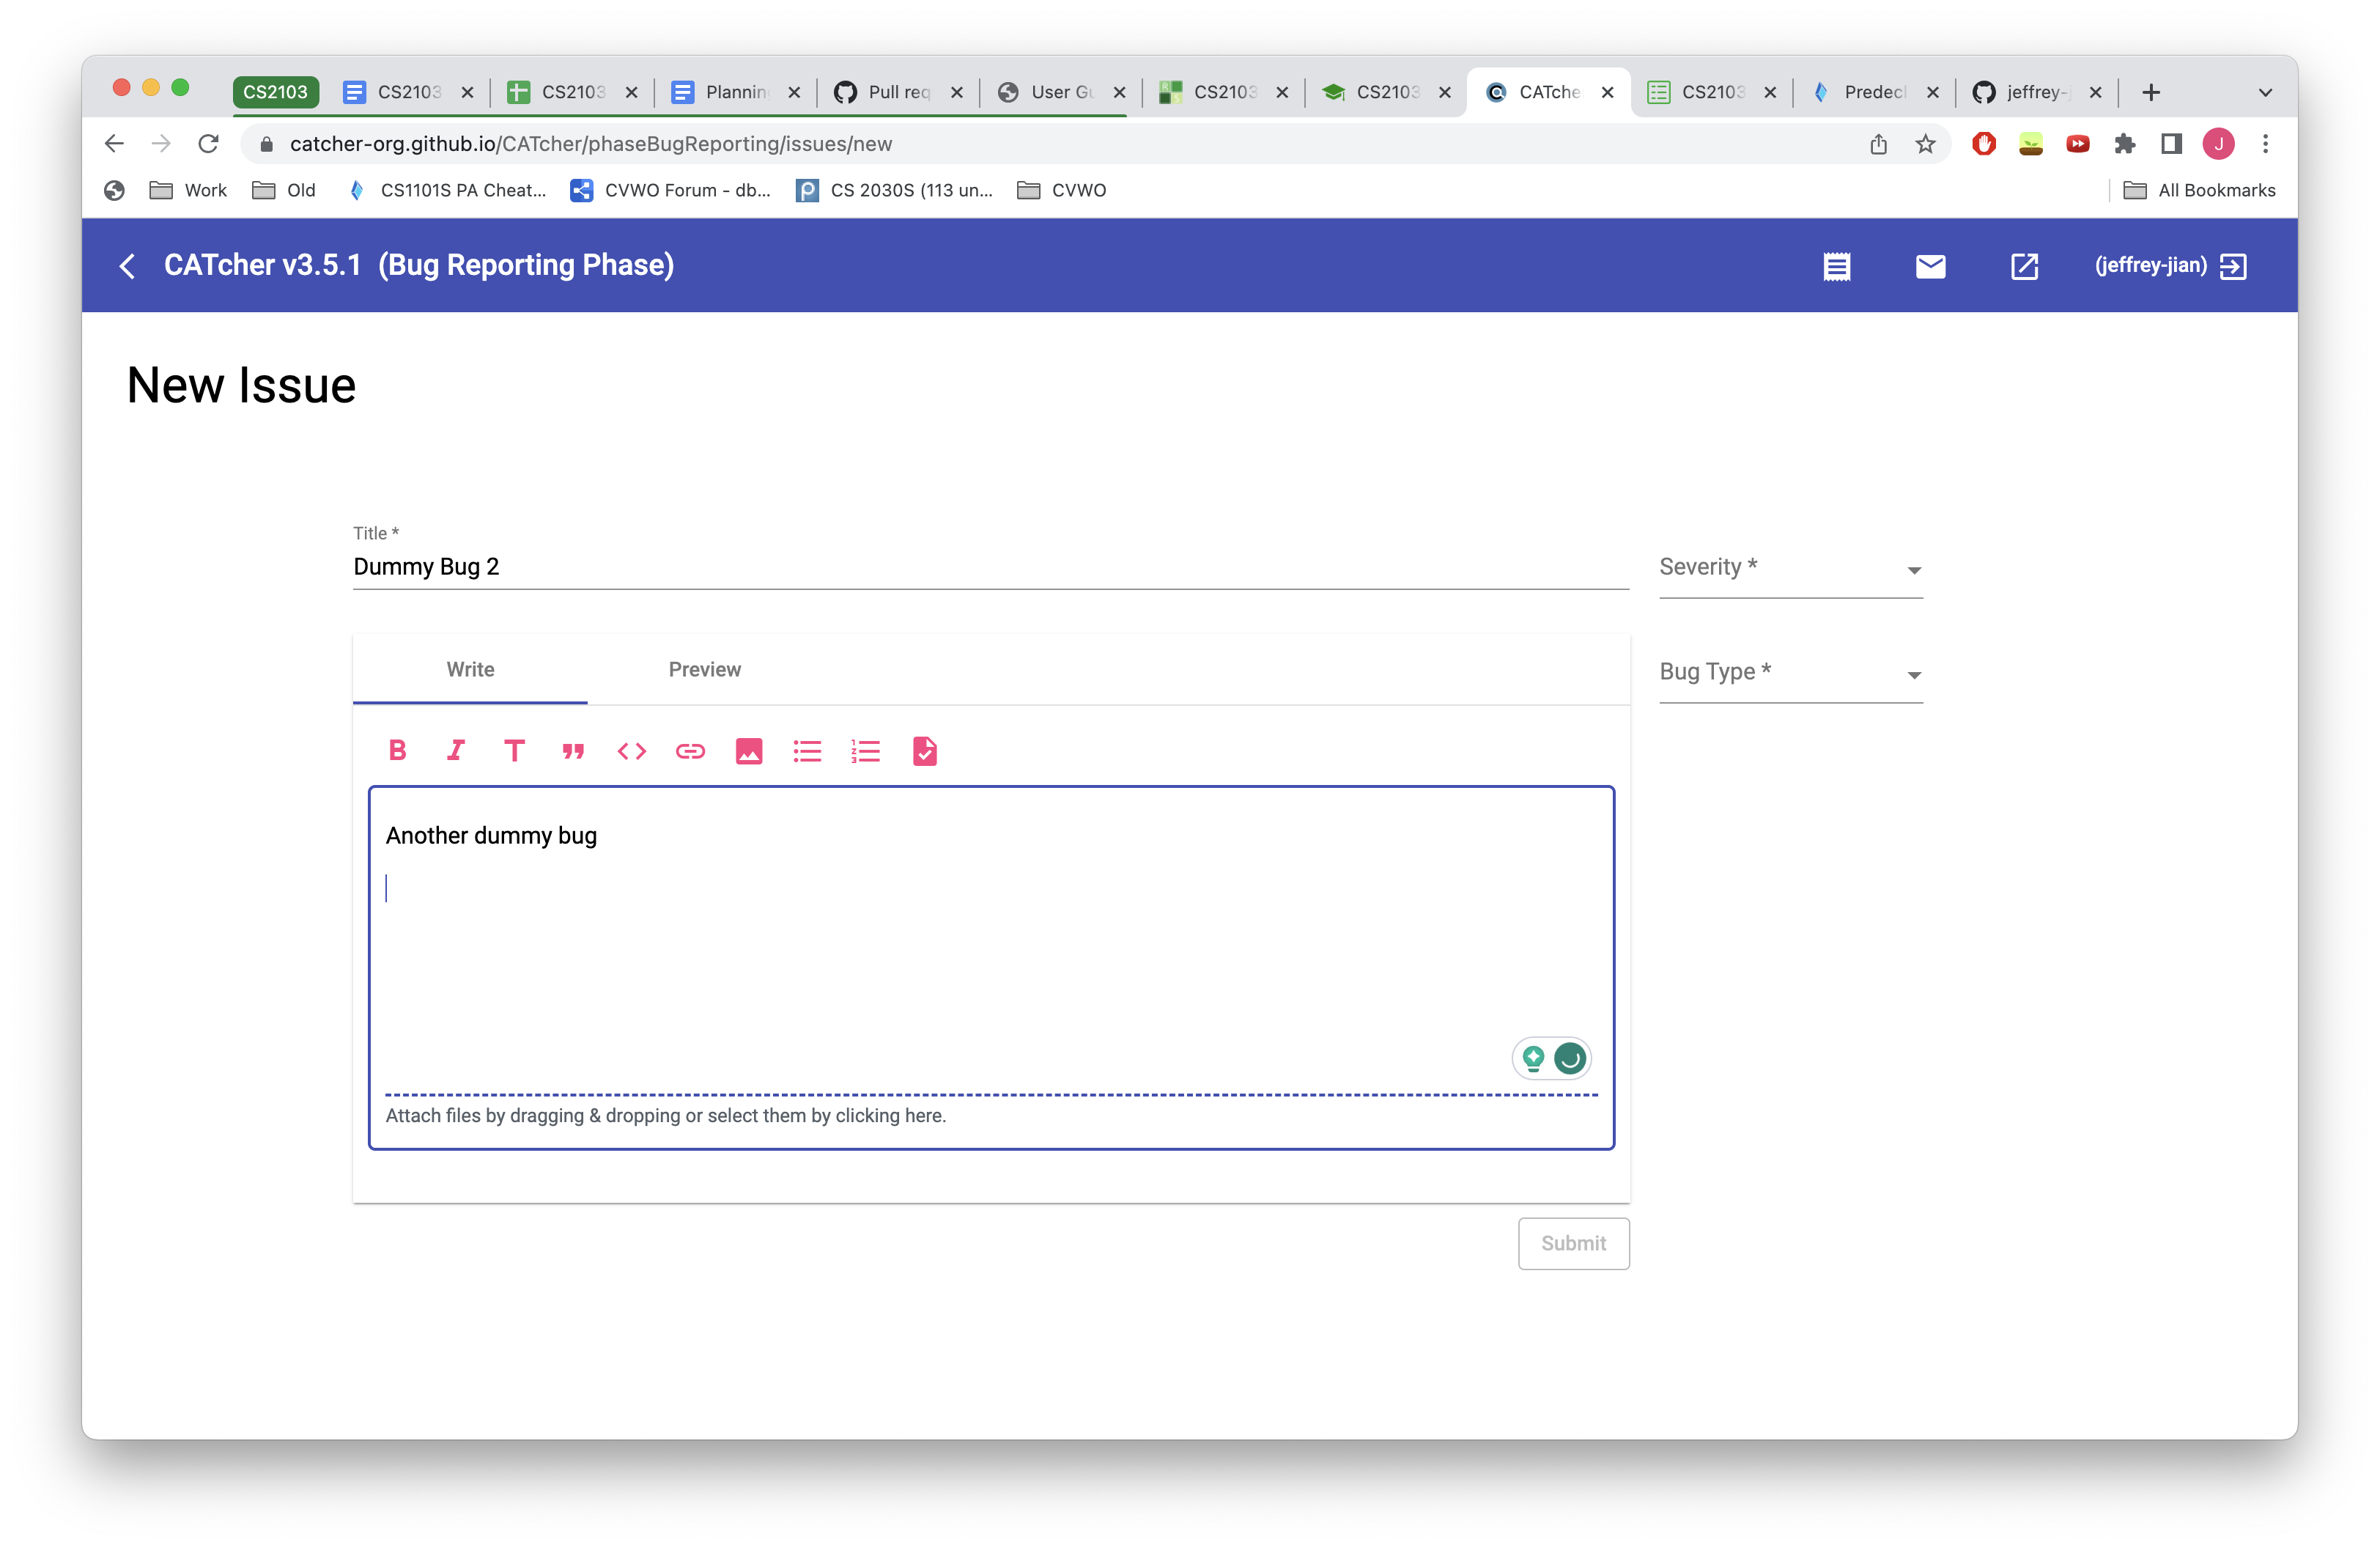 CS2103 CS2103 CS2103 Plannin Pull req User Gu CS2103 CS2103 CATche CS2103 Predecl jeffrey-j
catcher-org.github.io/CATcher/phaseBugReporting/issues/new J
Work Old CS1101S PA Cheat... CVWO Forum - db... CS 2030S (113 un... CVWO All Bookmarks
CATcher v3.5.1 (Bug Reporting Phase) (jeffrey-jian)
New Issue
Title *
Dummy Bug 2
Severity *
Write Preview
Bug Type *
Another dummy bug
Attach files by dragging & dropping or select them by clicking here.
Submit